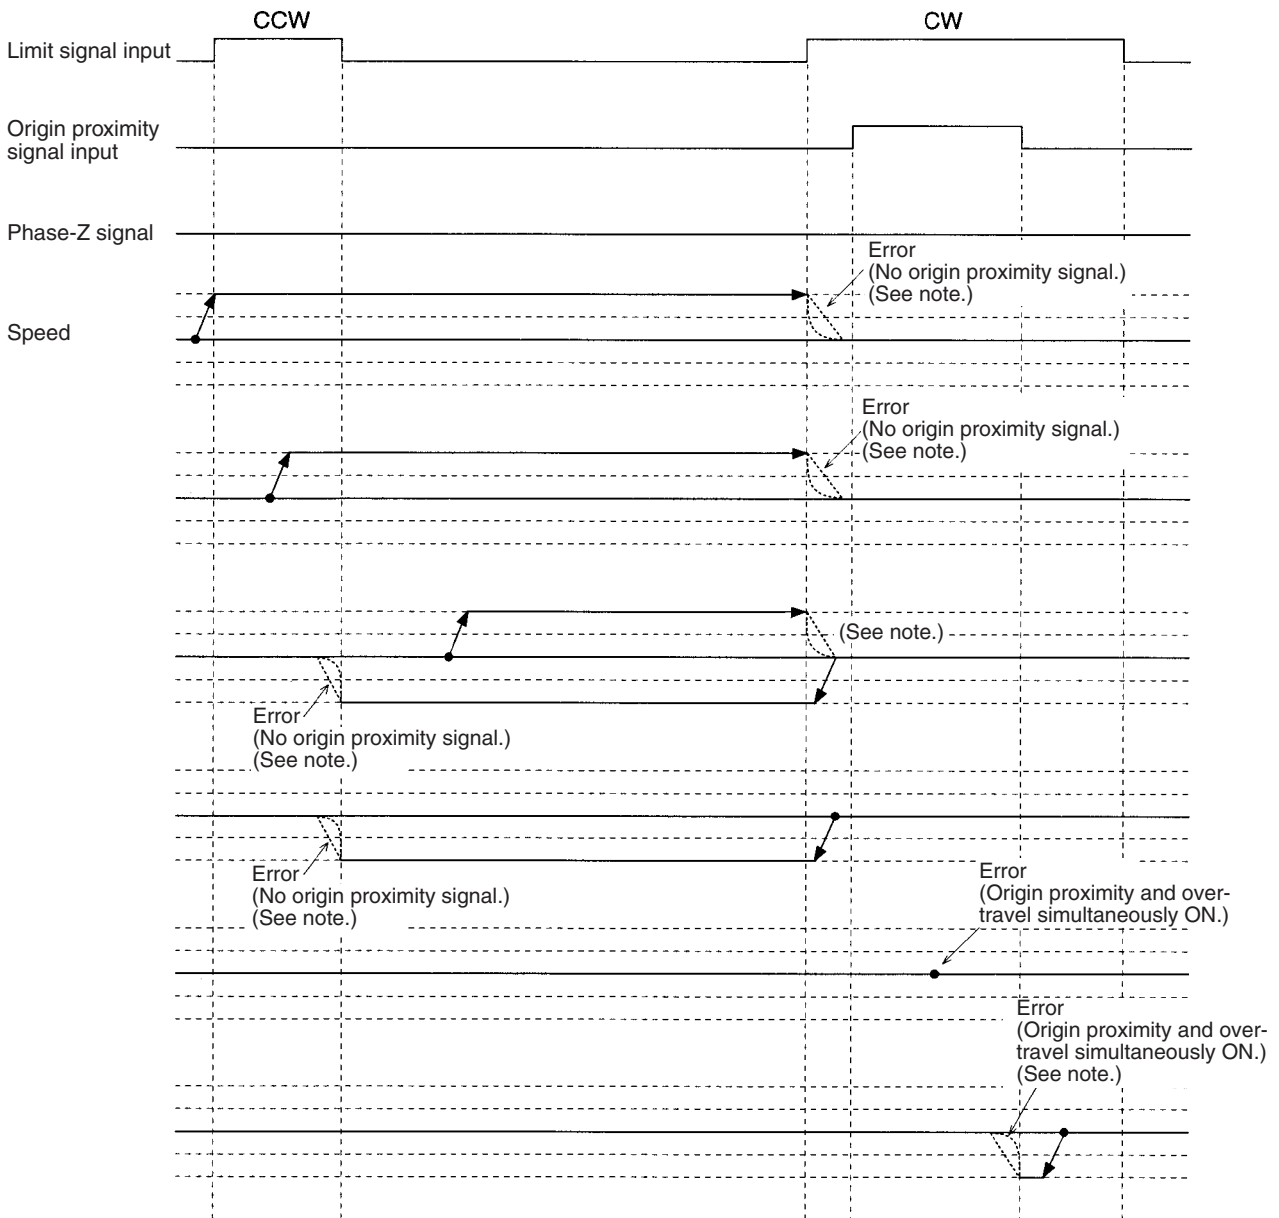 CCW
CW
Limit signal input
Origin proximity
signal input
Phase-Z signal
Error
(No origin proximity signal.)
(See note.)
Speed
Error
(No origin proximity signal.)
(See note.)
(See note.)
Error
(No origin proximity signal.)
(See note.)
Error
(No origin proximity signal.)
(See note.)
Error
(Origin proximity and over-
travel simultaneously ON.)
Error
(Origin proximity and over-
travel simultaneously ON.)
(See note.)